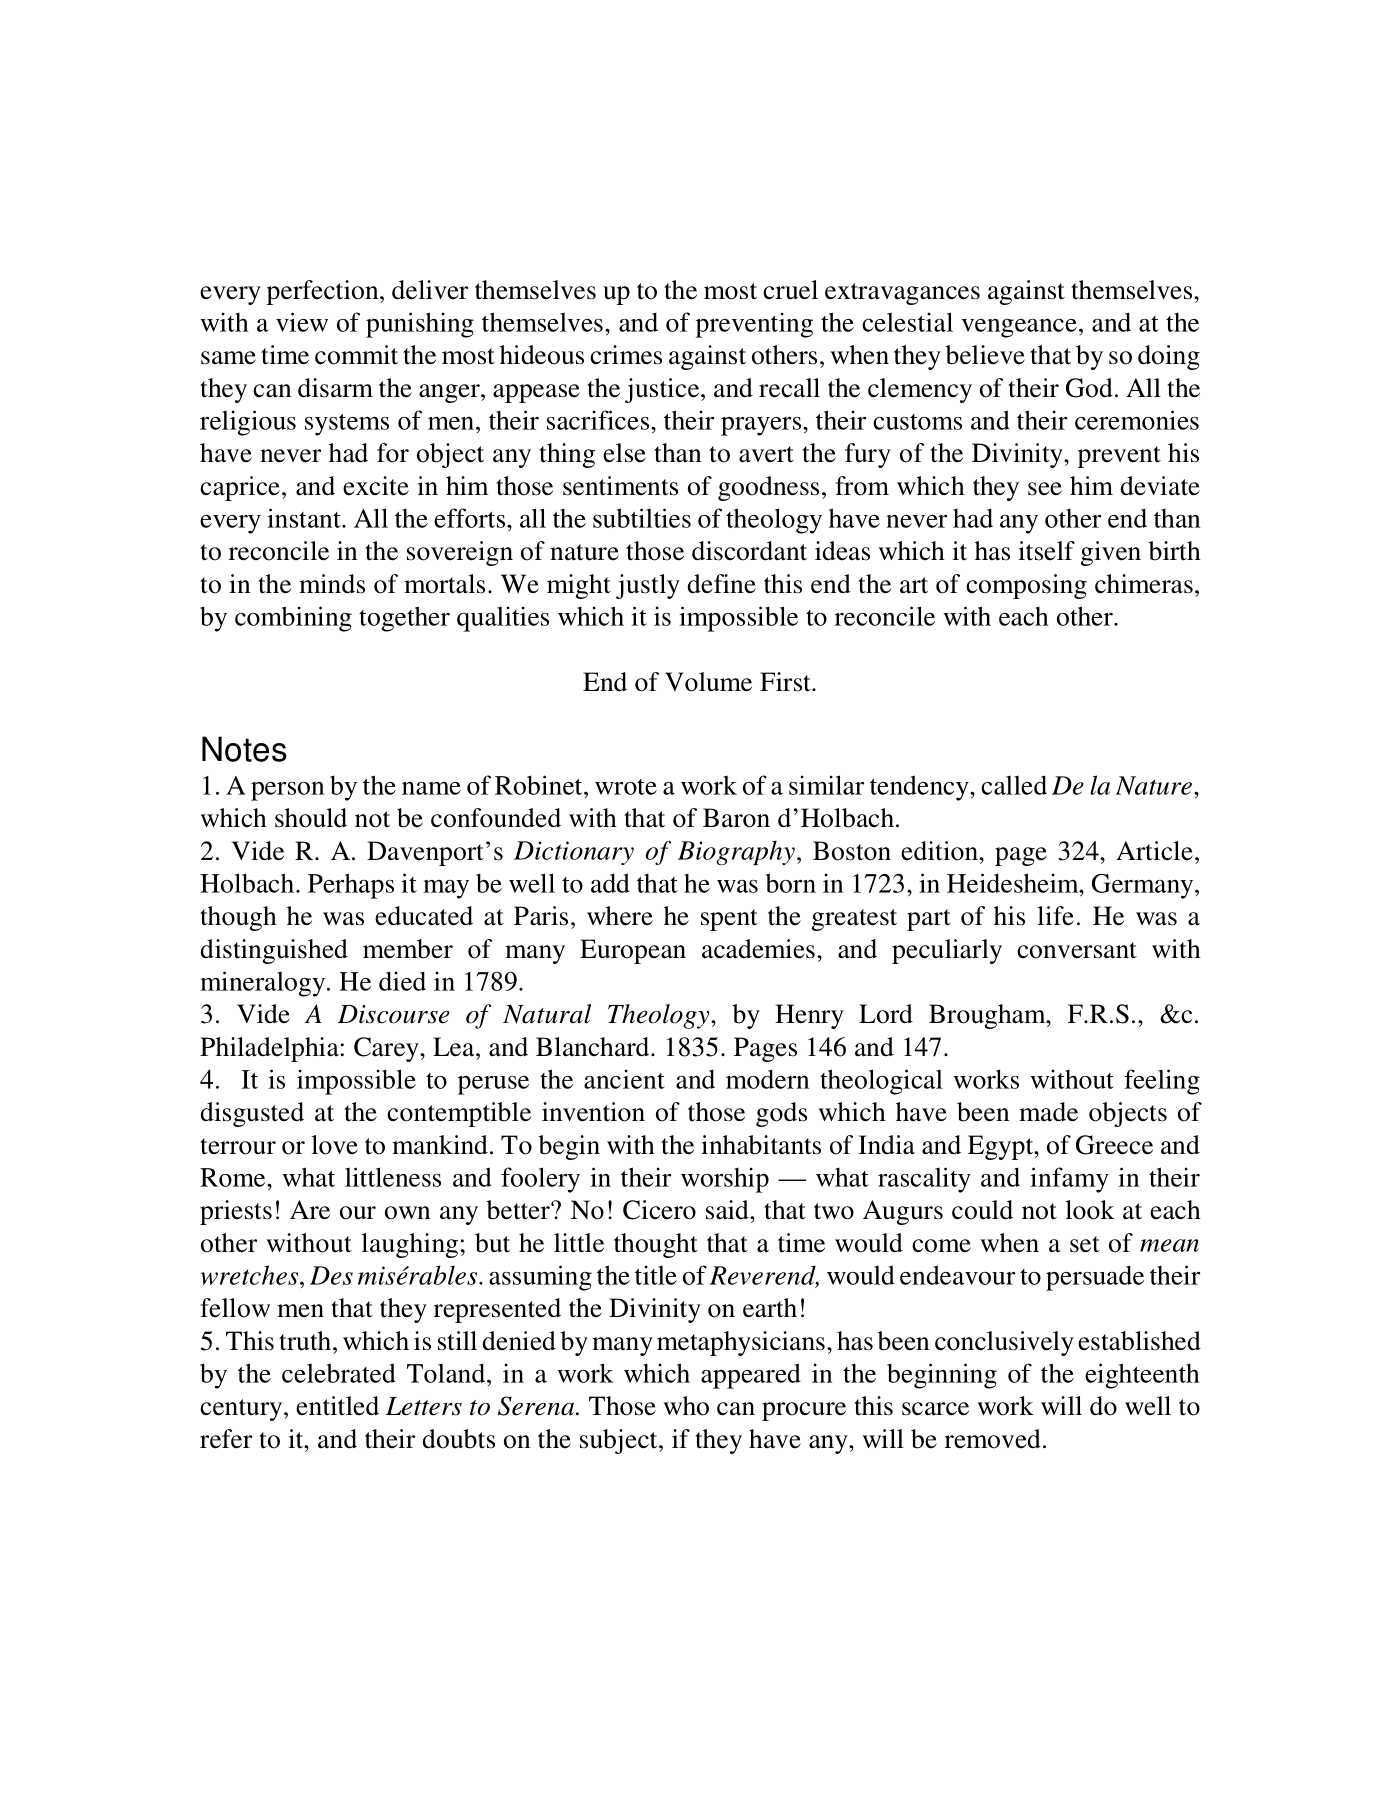 every perfection, deliver themselves up to the most cruel extravagances against themselves,
with a view of punishing themselves, and of preventing the celestial vengeance, and at the
same time commit the most hideous crimes against others, when they believe that by so doing
they can disarm the anger, appease the justice, and recall the clemency of their God. All the
religious systems of men, their sacrifices, their prayers, their customs and their ceremonies
have never had for object any thing else than to avert the fury of the Divinity, prevent his
caprice, and excite in him those sentiments of goodness, from which they see him deviate
every instant. All the efforts, all the subtilties of theology have never had any other end than
to reconcile in the sovereign of nature those discordant ideas which it has itself given birth
to in the minds of mortals. We might justly define this end the art of composing chimeras,
by combining together qualities which it is impossible to reconcile with each other.
End of Volume First.
Notes
1. A person by the name of Robinet, wrote a work of a similar tendency, called De la Nature,
which should not be confounded with that of Baron d’Holbach.
2. Vide R. A. Davenport’s Dictionary of Biography, Boston edition, page 324, Article,
Holbach. Perhaps it may be well to add that he was born in 1723, in Heidesheim, Germany,
though he was educated at Paris, where he spent the greatest part of his life. He was a
distinguished member of many European academies, and peculiarly conversant with
mineralogy. He died in 1789.
3. Vide A Discourse of Natural Theology, by Henry Lord Brougham, F.R.S., &c.
Philadelphia: Carey, Lea, and Blanchard. 1835. Pages 146 and 147.
4. It is impossible to peruse the ancient and modern theological works without feeling
disgusted at the contemptible invention of those gods which have been made objects of
terrour or love to mankind. To begin with the inhabitants of India and Egypt, of Greece and
Rome, what littleness and foolery in their worship — what rascality and infamy in their
priests! Are our own any better? No! Cicero said, that two Augurs could not look at each
other without laughing; but he little thought that a time would come when a set of mean
wretches, Des misérables. assuming the title of Reverend, would endeavour to persuade their
fellow men that they represented the Divinity on earth!
5. This truth, which is still denied by many metaphysicians, has been conclusively established
by the celebrated Toland, in a work which appeared in the beginning of the eighteenth
century, entitled Letters to Serena. Those who can procure this scarce work will do well to
refer to it, and their doubts on the subject, if they have any, will be removed.